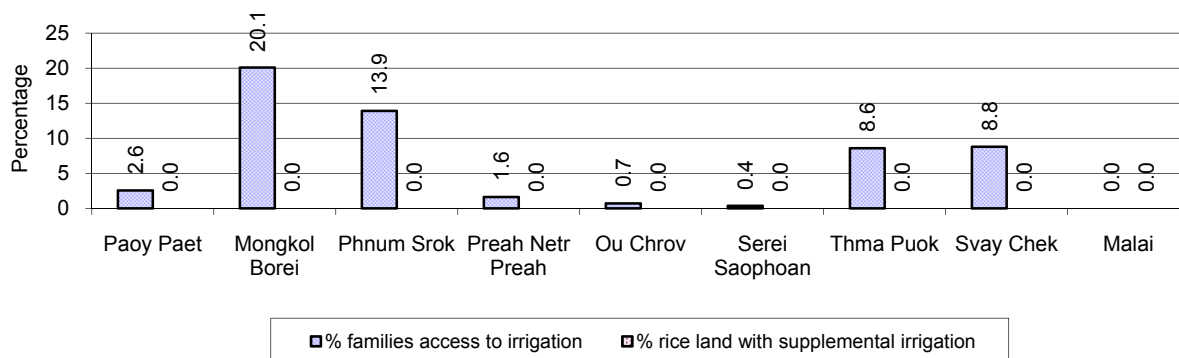 25
20
15
10
5
0
Percentage
2.6
0.0
20.1
0.0
13.9
0.0
1.6
0.0
0.7
0.0
0.4
0.0
8.6
0.0
8.8
0.0
0.0
0.0
Paoy Paet
Mongkol
Borei
Phnum Srok
Preah Netr
Preah
Ou Chrov
Serei
Saophoan
Thma Puok
Svay Chek
Malai
% families access to irrigation
% rice land with supplemental irrigation